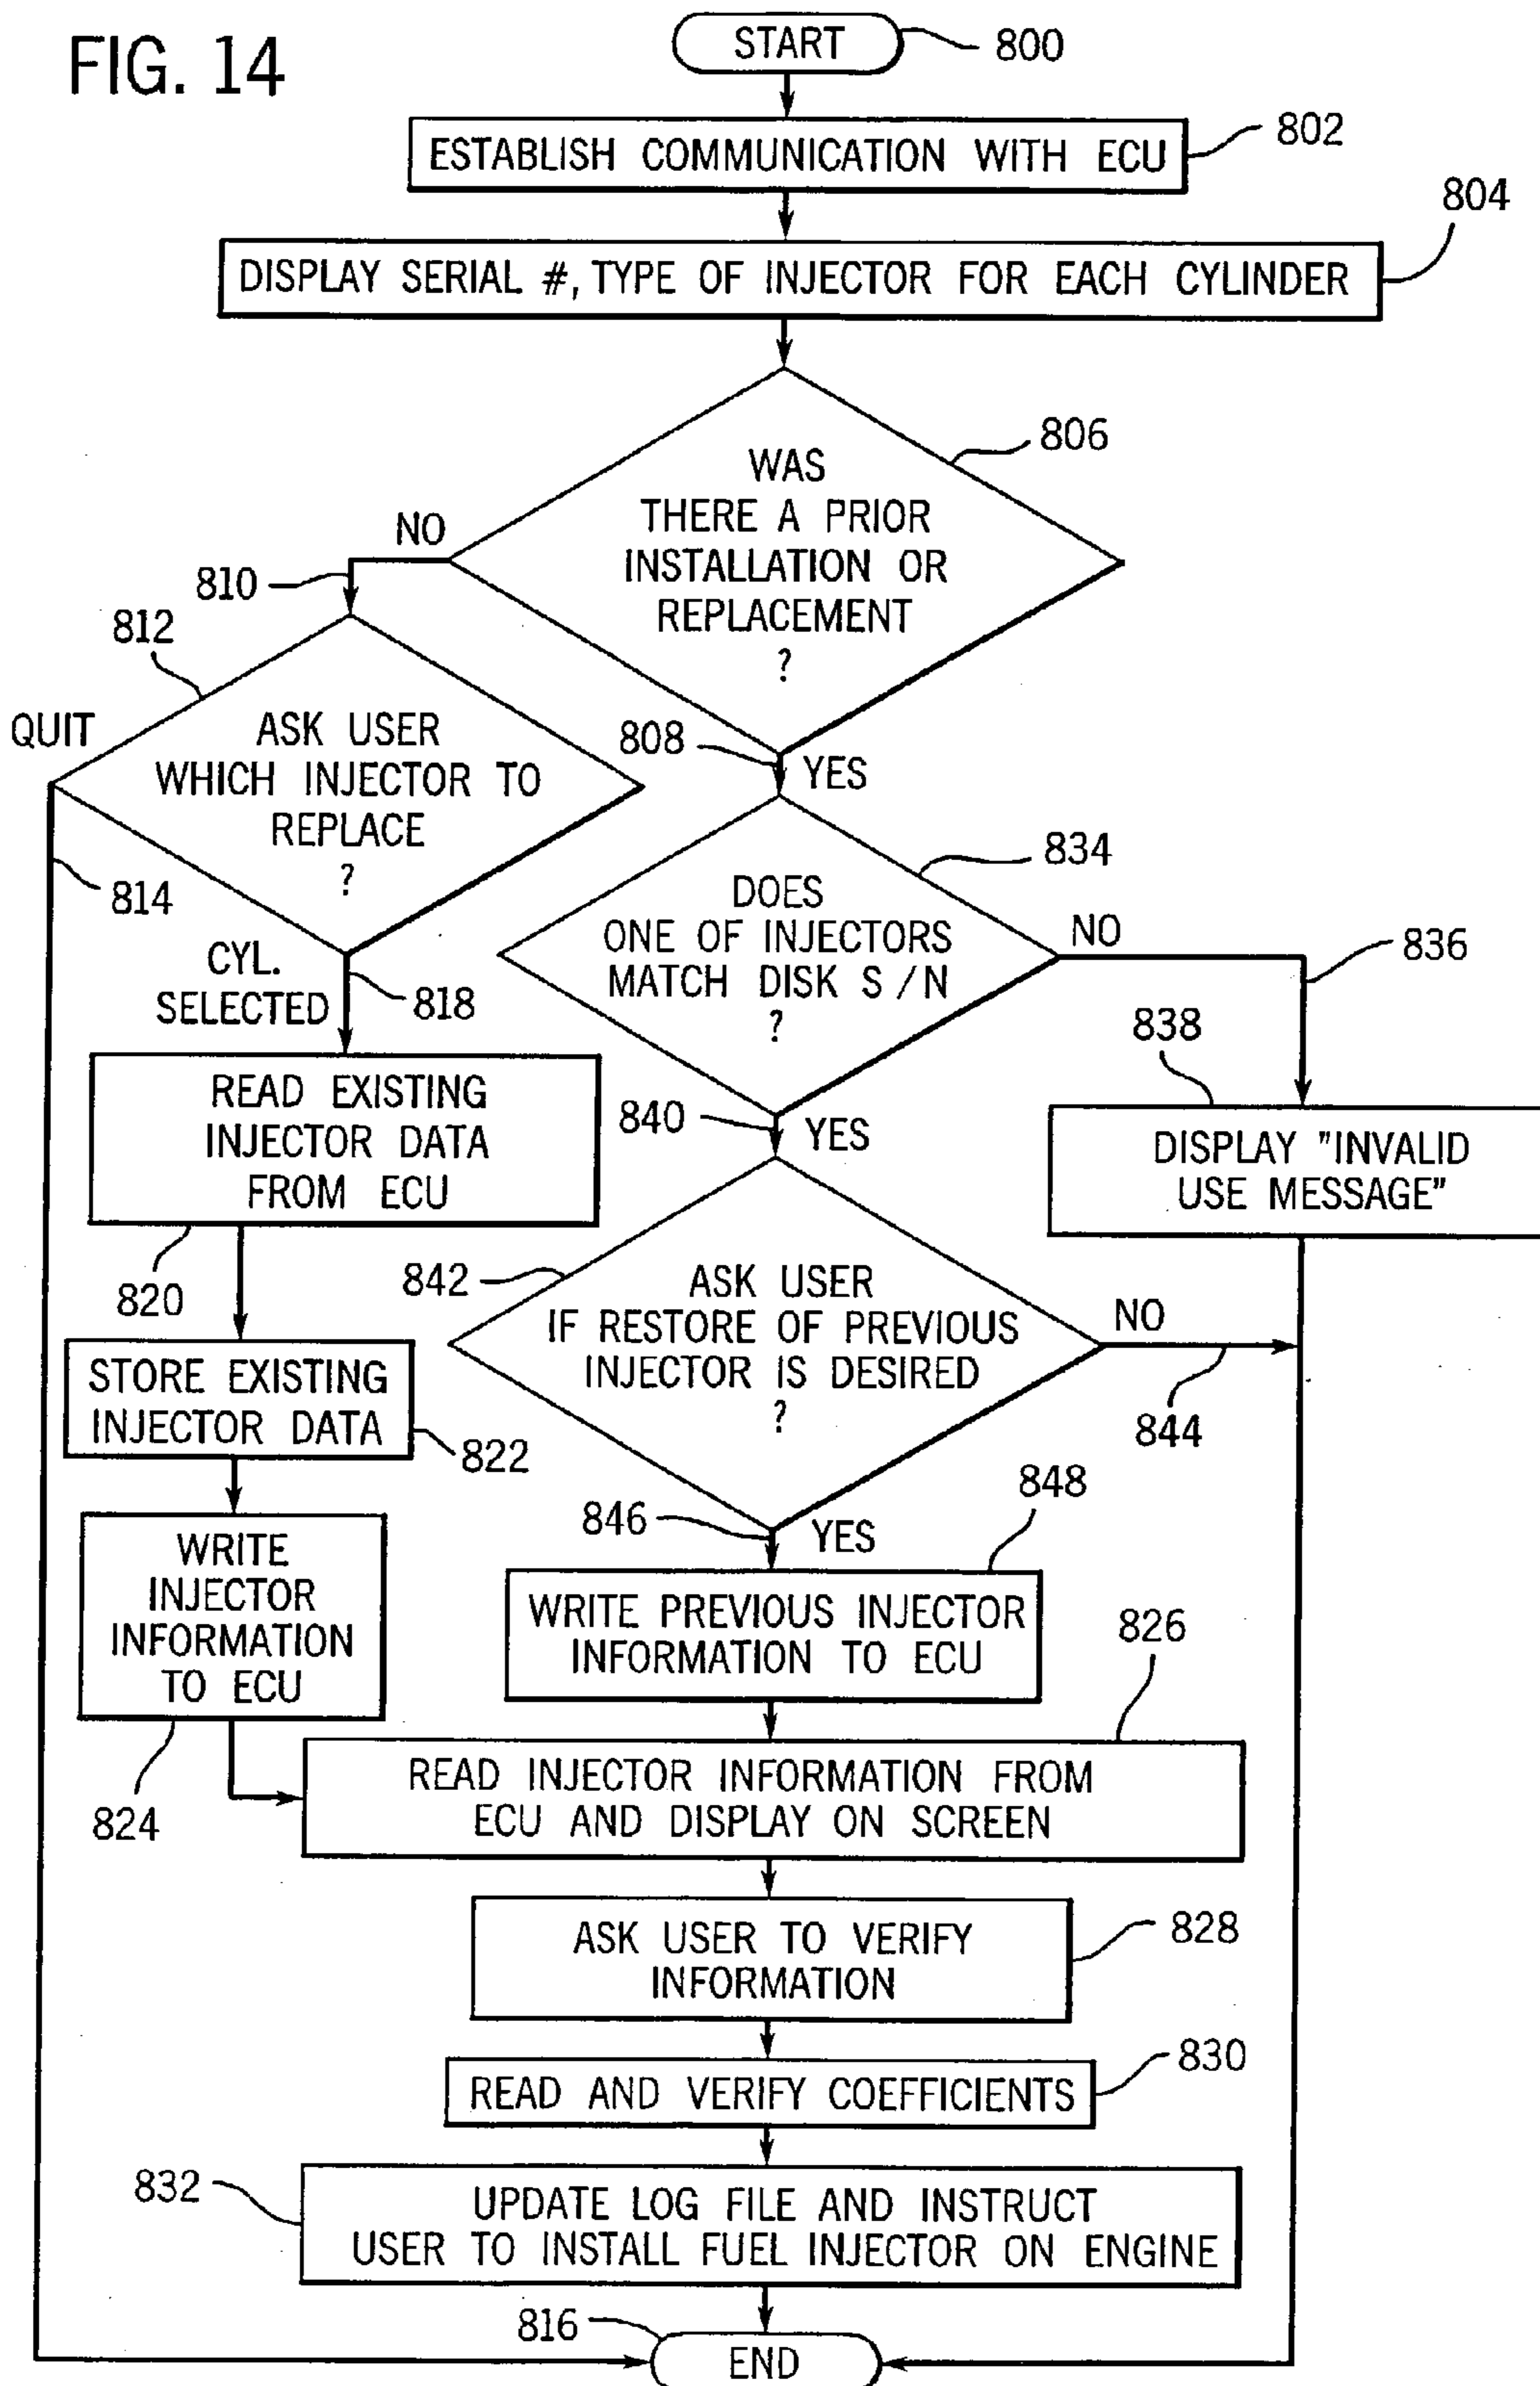 FIG. 14
START
800
ESTABLISH COMMUNICATION WITH ECU
802
804
DISPLAY SERIAL #, TYPE OF INJECTOR FOR EACH CYLINDER
806
WAS
THERE A PRIOR
INSTALLATION OR
REPLACEMENT
?
NO
810
812
808
YES
QUIT
ASK USER
WHICH INJECTOR TO
REPLACE
?
814
834
DOES
ONE OF INJECTORS
MATCH DISK S/N
?
NO
836
CYL.
SELECTED
818
838
READ EXISTING
INJECTOR DATA
FROM ECU
820
840
YES
DISPLAY "INVALID
USE MESSAGE"
842
ASK USER
IF RESTORE OF PREVIOUS
INJECTOR IS DESIRED
?
NO
844
STORE EXISTING
INJECTOR DATA
822
846
YES
848
WRITE
INJECTOR
INFORMATION
TO ECU
824
WRITE PREVIOUS INJECTOR
INFORMATION TO ECU
826
READ INJECTOR INFORMATION FROM
ECU AND DISPLAY ON SCREEN
ASK USER TO VERIFY
INFORMATION
828
830
READ AND VERIFY COEFFICIENTS
832
UPDATE LOG FILE AND INSTRUCT
USER TO INSTALL FUEL INJECTOR ON ENGINE
816
END